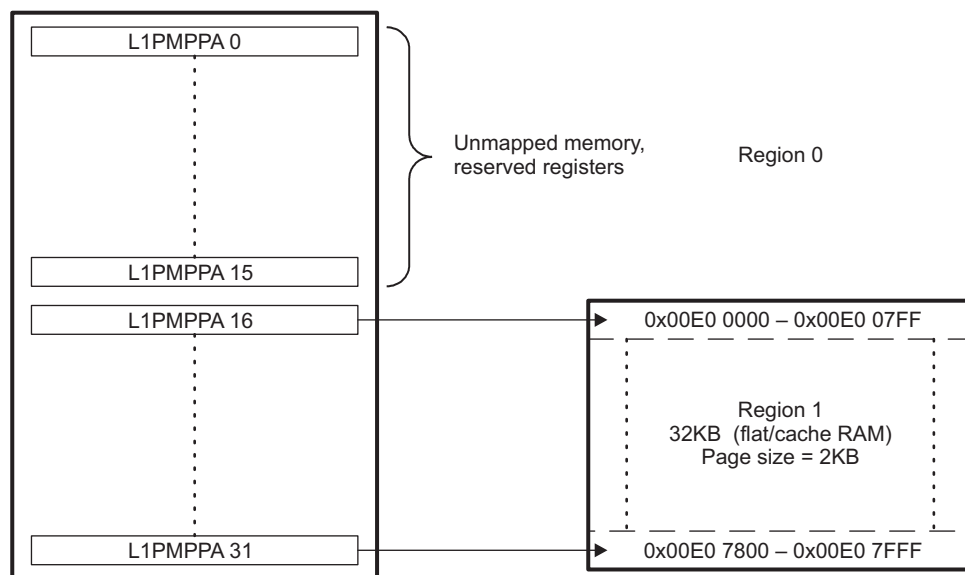 L1PMPPA 0
Unmapped memory,
reserved registers
Region 0
L1PMPPA 15
L1PMPPA 16
0x00E0 0000 – 0x00E0 07FF
Region 1
32KB (flat/cache RAM)
Page size = 2KB
L1PMPPA 31
0x00E0 7800 – 0x00E0 7FFF